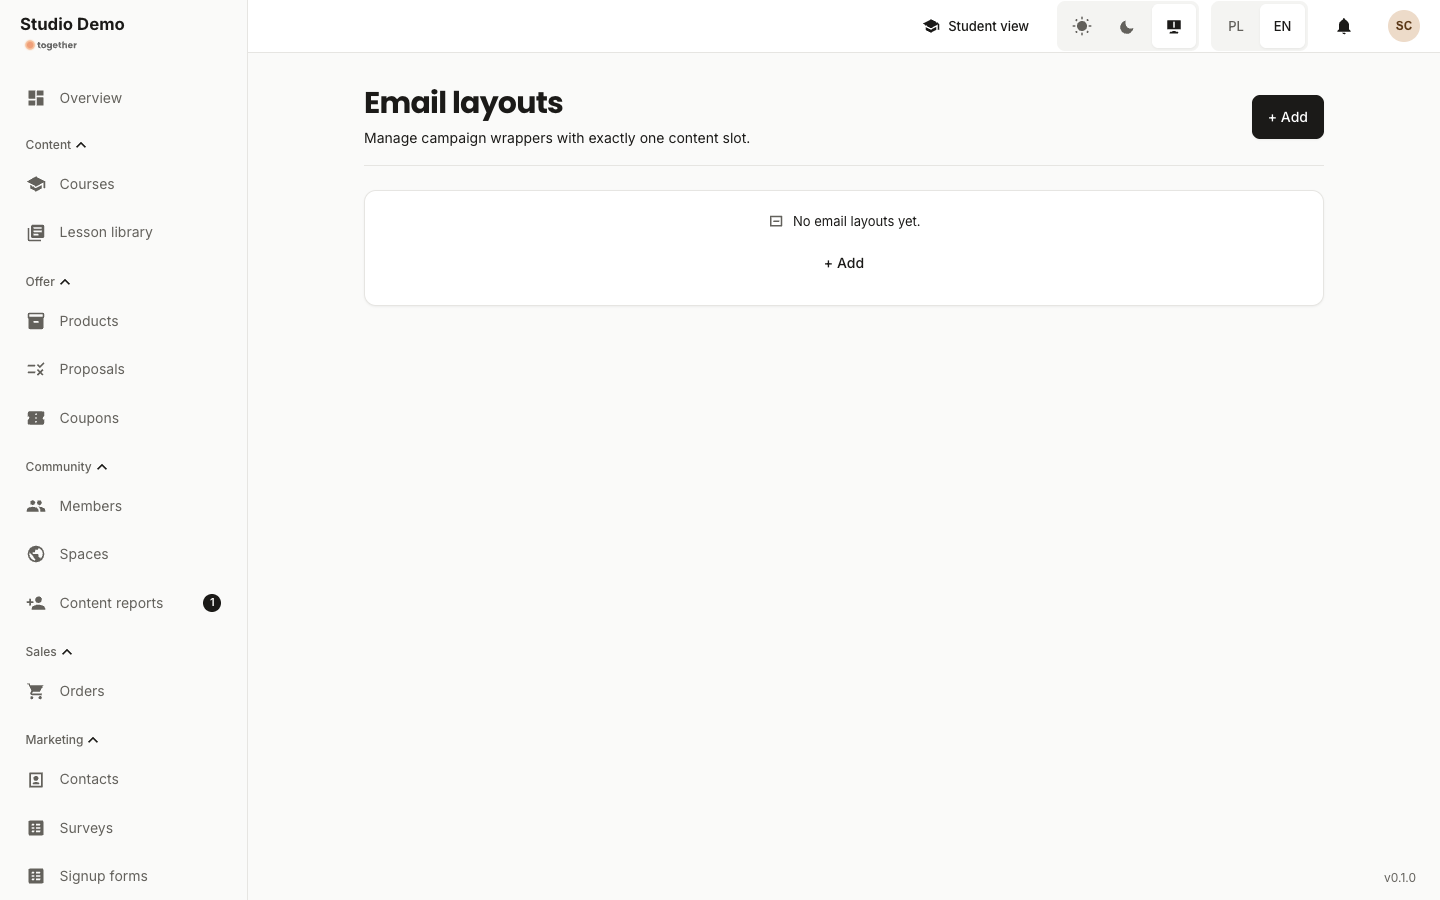 Studio Demo
together
Student view
PL
EN
SC
Overview
Content
Courses
Lesson library
Offer
Products
Proposals
Coupons
Community
Members
Spaces
Content reports
1
Sales
Orders
Marketing
Contacts
Surveys
Signup forms
Email layouts
Manage campaign wrappers with exactly one content slot.
+ Add
No email layouts yet.
+ Add
v0.1.0